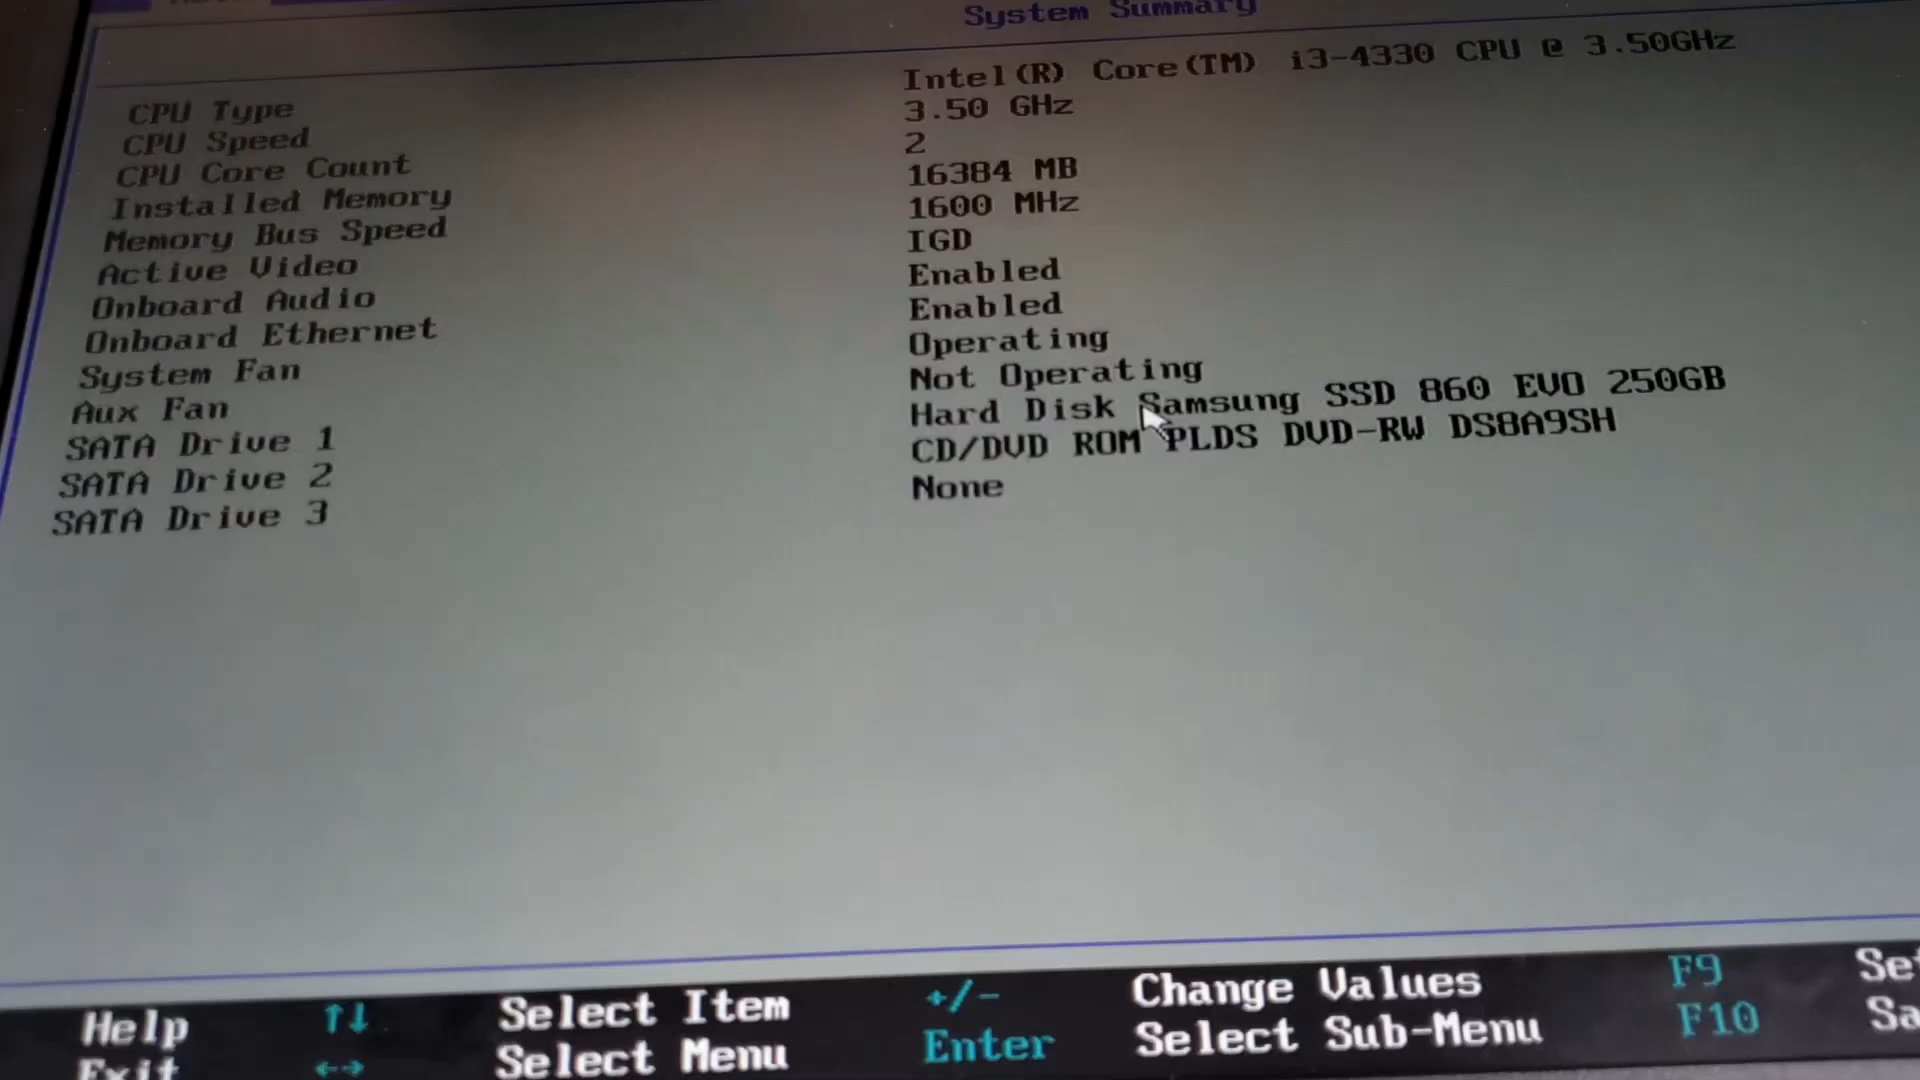 System Summary
CPU Type Intel(R) Core(TM) i3-4330 CPU @ 3.50GHz
CPU Speed 3.50 GHz
CPU Core Count 2
Installed Memory 16384 MB
Memory Bus Speed 1600 MHz
Active Video IGD
Onboard Audio Enabled
Onboard Ethernet Enabled
System Fan Operating
Aux Fan Not Operating
SATA Drive 1 Hard Disk Samsung SSD 860 EVO 250GB
SATA Drive 2 CD/DVD ROM PLDS DVD-RW DS8A9SH
SATA Drive 3 None
Help ↑↓ Select Item +/- Change Values F9
Exit ←→ Select Menu Enter Select Sub-Menu F10